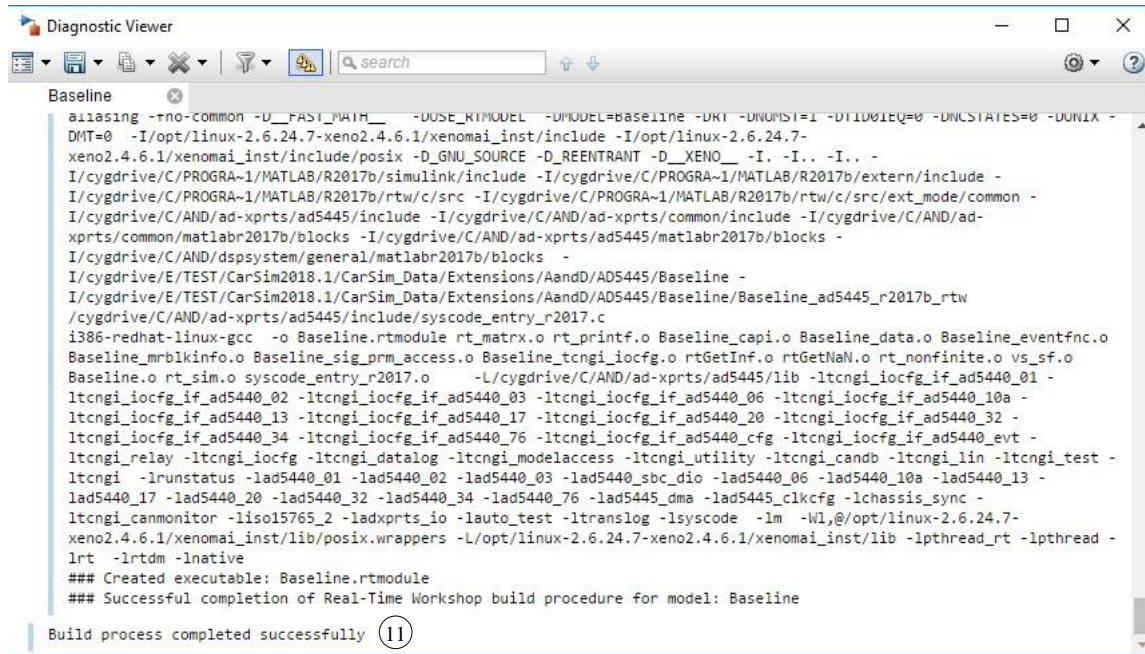 Diagnostic Viewer
search
Baseline
aliasing -fno-common -D__FAST_MATH__ -DUSE_RTMODEL -DMODEL=Baseline -DRT -DNUMST=1 -DTID01EQ=0 -DNCSTATES=0 -DUNIX -
DMT=0 -I/opt/linux-2.6.24.7-xeno2.4.6.1/xenomai_inst/include -I/opt/linux-2.6.24.7-
xeno2.4.6.1/xenomai_inst/include/posix -D_GNU_SOURCE -D_REENTRANT -D__XENO__ -I. -I.. -I.. -
I/cygdrive/C/PROGRA~1/MATLAB/R2017b/simulink/include -I/cygdrive/C/PROGRA~1/MATLAB/R2017b/extern/include -
I/cygdrive/C/PROGRA~1/MATLAB/R2017b/rtw/c/src -I/cygdrive/C/PROGRA~1/MATLAB/R2017b/rtw/c/src/ext_mode/common -
I/cygdrive/C/AND/ad-xprts/ad5445/include -I/cygdrive/C/AND/ad-xprts/common/include -I/cygdrive/C/AND/ad-
xprts/common/matlabr2017b/blocks -I/cygdrive/C/AND/ad-xprts/ad5445/matlabr2017b/blocks -
I/cygdrive/C/AND/dspsystem/general/matlabr2017b/blocks -
I/cygdrive/E/TEST/CarSim2018.1/CarSim_Data/Extensions/AandD/AD5445/Baseline -
I/cygdrive/E/TEST/CarSim2018.1/CarSim_Data/Extensions/AandD/AD5445/Baseline/Baseline_ad5445_r2017b_rtw
/cygdrive/C/AND/ad-xprts/ad5445/include/syscode_entry_r2017.c
i386-redhat-linux-gcc -o Baseline.rtmodule rt_matrx.o rt_printf.o Baseline_capi.o Baseline_data.o Baseline_eventfnc.o
Baseline_mrblkinfo.o Baseline_sig_prm_access.o Baseline_tcngi_iocfg.o rtGetInf.o rtGetNaN.o rt_nonfinite.o vs_sf.o
Baseline.o rt_sim.o syscode_entry_r2017.o -L/cygdrive/C/AND/ad-xprts/ad5445/lib -ltcngi_iocfg_if_ad5440_01 -
ltcngi_iocfg_if_ad5440_02 -ltcngi_iocfg_if_ad5440_03 -ltcngi_iocfg_if_ad5440_06 -ltcngi_iocfg_if_ad5440_10a -
ltcngi_iocfg_if_ad5440_13 -ltcngi_iocfg_if_ad5440_17 -ltcngi_iocfg_if_ad5440_20 -ltcngi_iocfg_if_ad5440_32 -
ltcngi_iocfg_if_ad5440_34 -ltcngi_iocfg_if_ad5440_76 -ltcngi_iocfg_if_ad5440_cfg -ltcngi_iocfg_if_ad5440_evt -
ltcngi_relay -ltcngi_iocfg -ltcngi_datalog -ltcngi_modelaccess -ltcngi_utility -ltcngi_candb -ltcngi_lin -ltcngi_test -
ltcngi -lrunstatus -lad5440_01 -lad5440_02 -lad5440_03 -lad5440_sbc_dio -lad5440_06 -lad5440_10a -lad5440_13 -
lad5440_17 -lad5440_20 -lad5440_32 -lad5440_34 -lad5440_76 -lad5445_dma -lad5445_clkcfg -lchassis_sync -
ltcngi_canmonitor -liso15765_2 -ladxprts_io -lauto_test -ltranslog -lsyscode -lm -Wl,@/opt/linux-2.6.24.7-
xeno2.4.6.1/xenomai_inst/lib/posix.wrappers -L/opt/linux-2.6.24.7-xeno2.4.6.1/xenomai_inst/lib -lpthread_rt -lpthread -
lrt -lrtdm -lnative
### Created executable: Baseline.rtmodule
### Successful completion of Real-Time Workshop build procedure for model: Baseline
Build process completed successfully 11